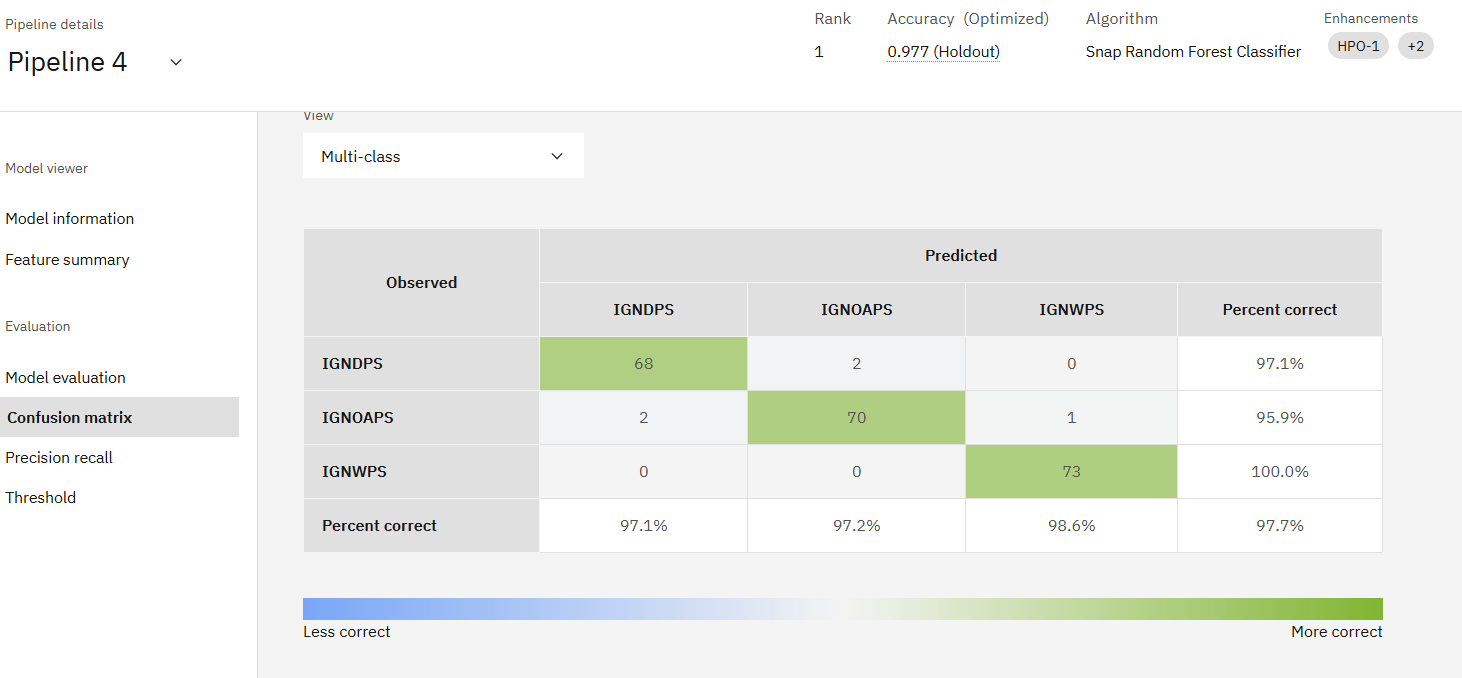 Pipeline details
Pipeline 4
Rank
1
Accuracy (Optimized)
0.977 (Holdout)
Algorithm
Snap Random Forest Classifier
Enhancements
HPO-1 +2
Model viewer
Model information
Feature summary
Evaluation
Model evaluation
Confusion matrix
Precision recall
Threshold
View
Multi-class
Observed Predicted
IGNDPS IGNOAPS IGNWPS Percent correct
IGNDPS 68 2 0 97.1%
IGNOAPS 2 70 1 95.9%
IGNWPS 0 0 73 100.0%
Percent correct 97.1% 97.2% 98.6% 97.7%
Less correct More correct